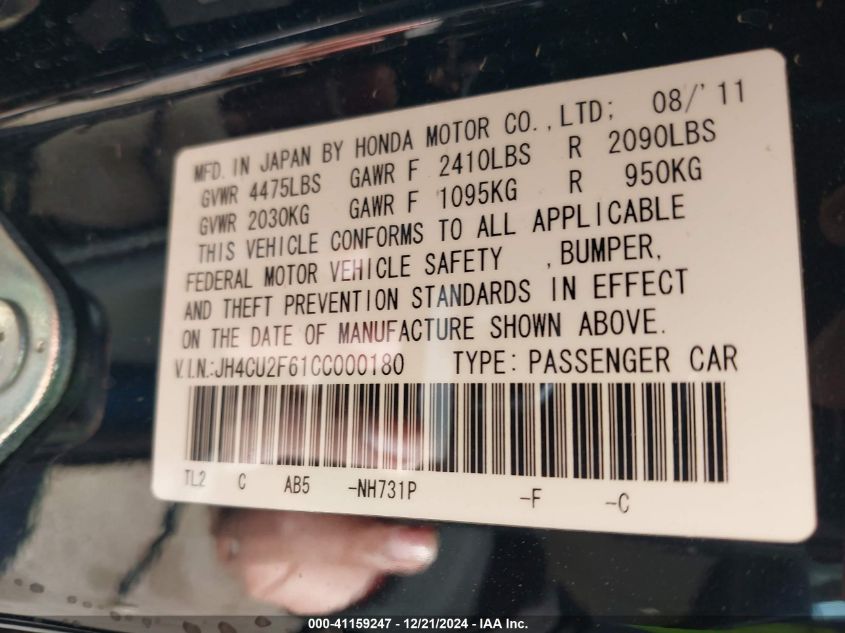 MFD. IN JAPAN BY HONDA MOTOR CO.,LTD; 08/'11
GVWR 4475LBS GAWR F 2410LBS R 2090LBS
GVWR 2030KG GAWR F 1095KG R 950KG
THIS VEHICLE CONFORMS TO ALL APPLICABLE
FEDERAL MOTOR VEHICLE SAFETY ,BUMPER,
AND THEFT PREVENTION STANDARDS IN EFFECT
ON THE DATE OF MANUFACTURE SHOWN ABOVE.
V.I.N.:JH4CU2F61CC000180 TYPE: PASSENGER CAR
TL2 C AB5 -NH731P -F -C
000-41159247 - 12/21/2024 - IAA Inc.